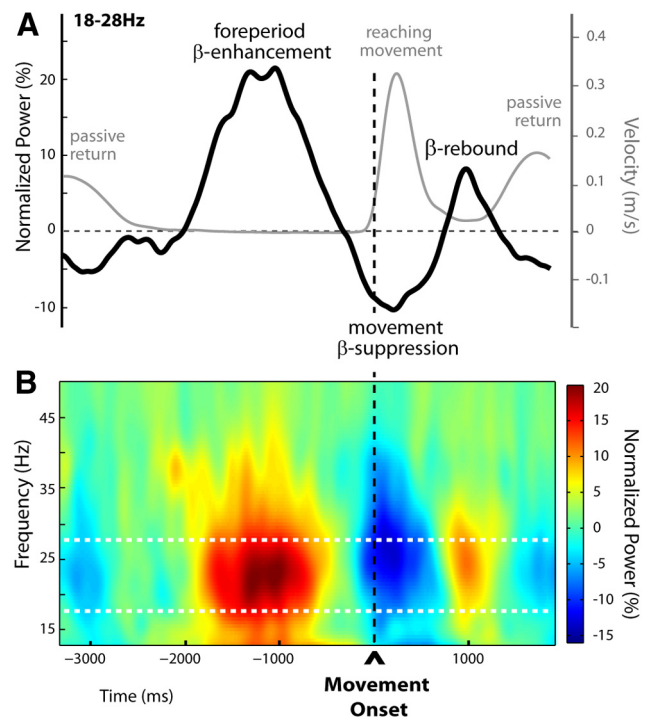 A
18-28Hz
foreperiod
β-enhancement
reaching
movement
passive
return
passive
return
β-rebound
movement
β-suppression
Normalized Power (%)
20
10
0
-10
Velocity (m/s)
0.4
0.3
0.2
0.1
0
-0.1
B
Frequency (Hz)
45
35
25
15
−3000
−2000
−1000
1000
Time (ms)
Movement
Onset
20
15
10
5
0
-5
-10
-15
Normalized Power (%)